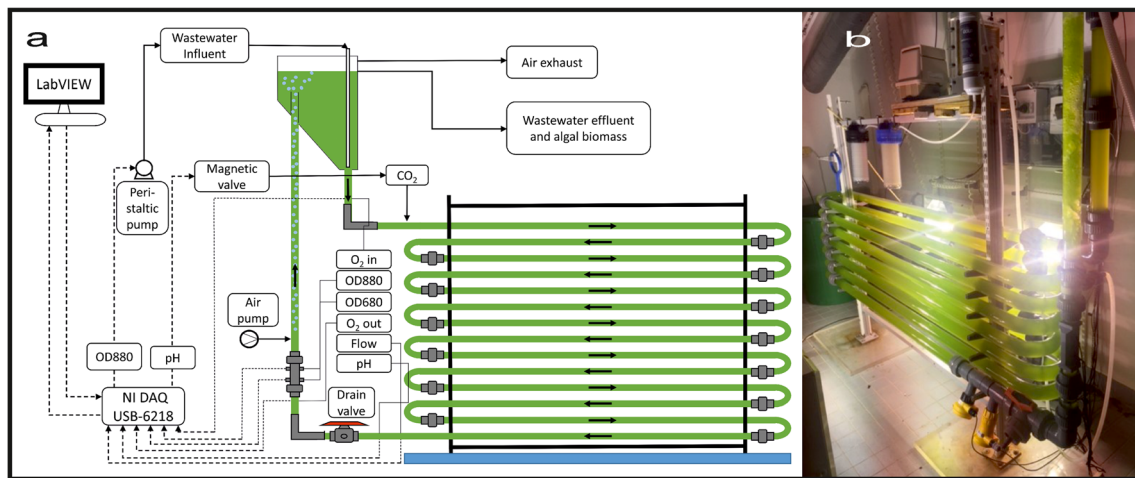 a
b
Wastewater
Influent
LabVIEW
Air exhaust
Wastewater effluent
and algal biomass
Peri-
staltic
pump
Magnetic
valve
CO₂
O₂ in
OD880
OD680
O₂ out
Flow
pH
Air
pump
OD880
pH
Drain
valve
NI DAQ
USB-6218